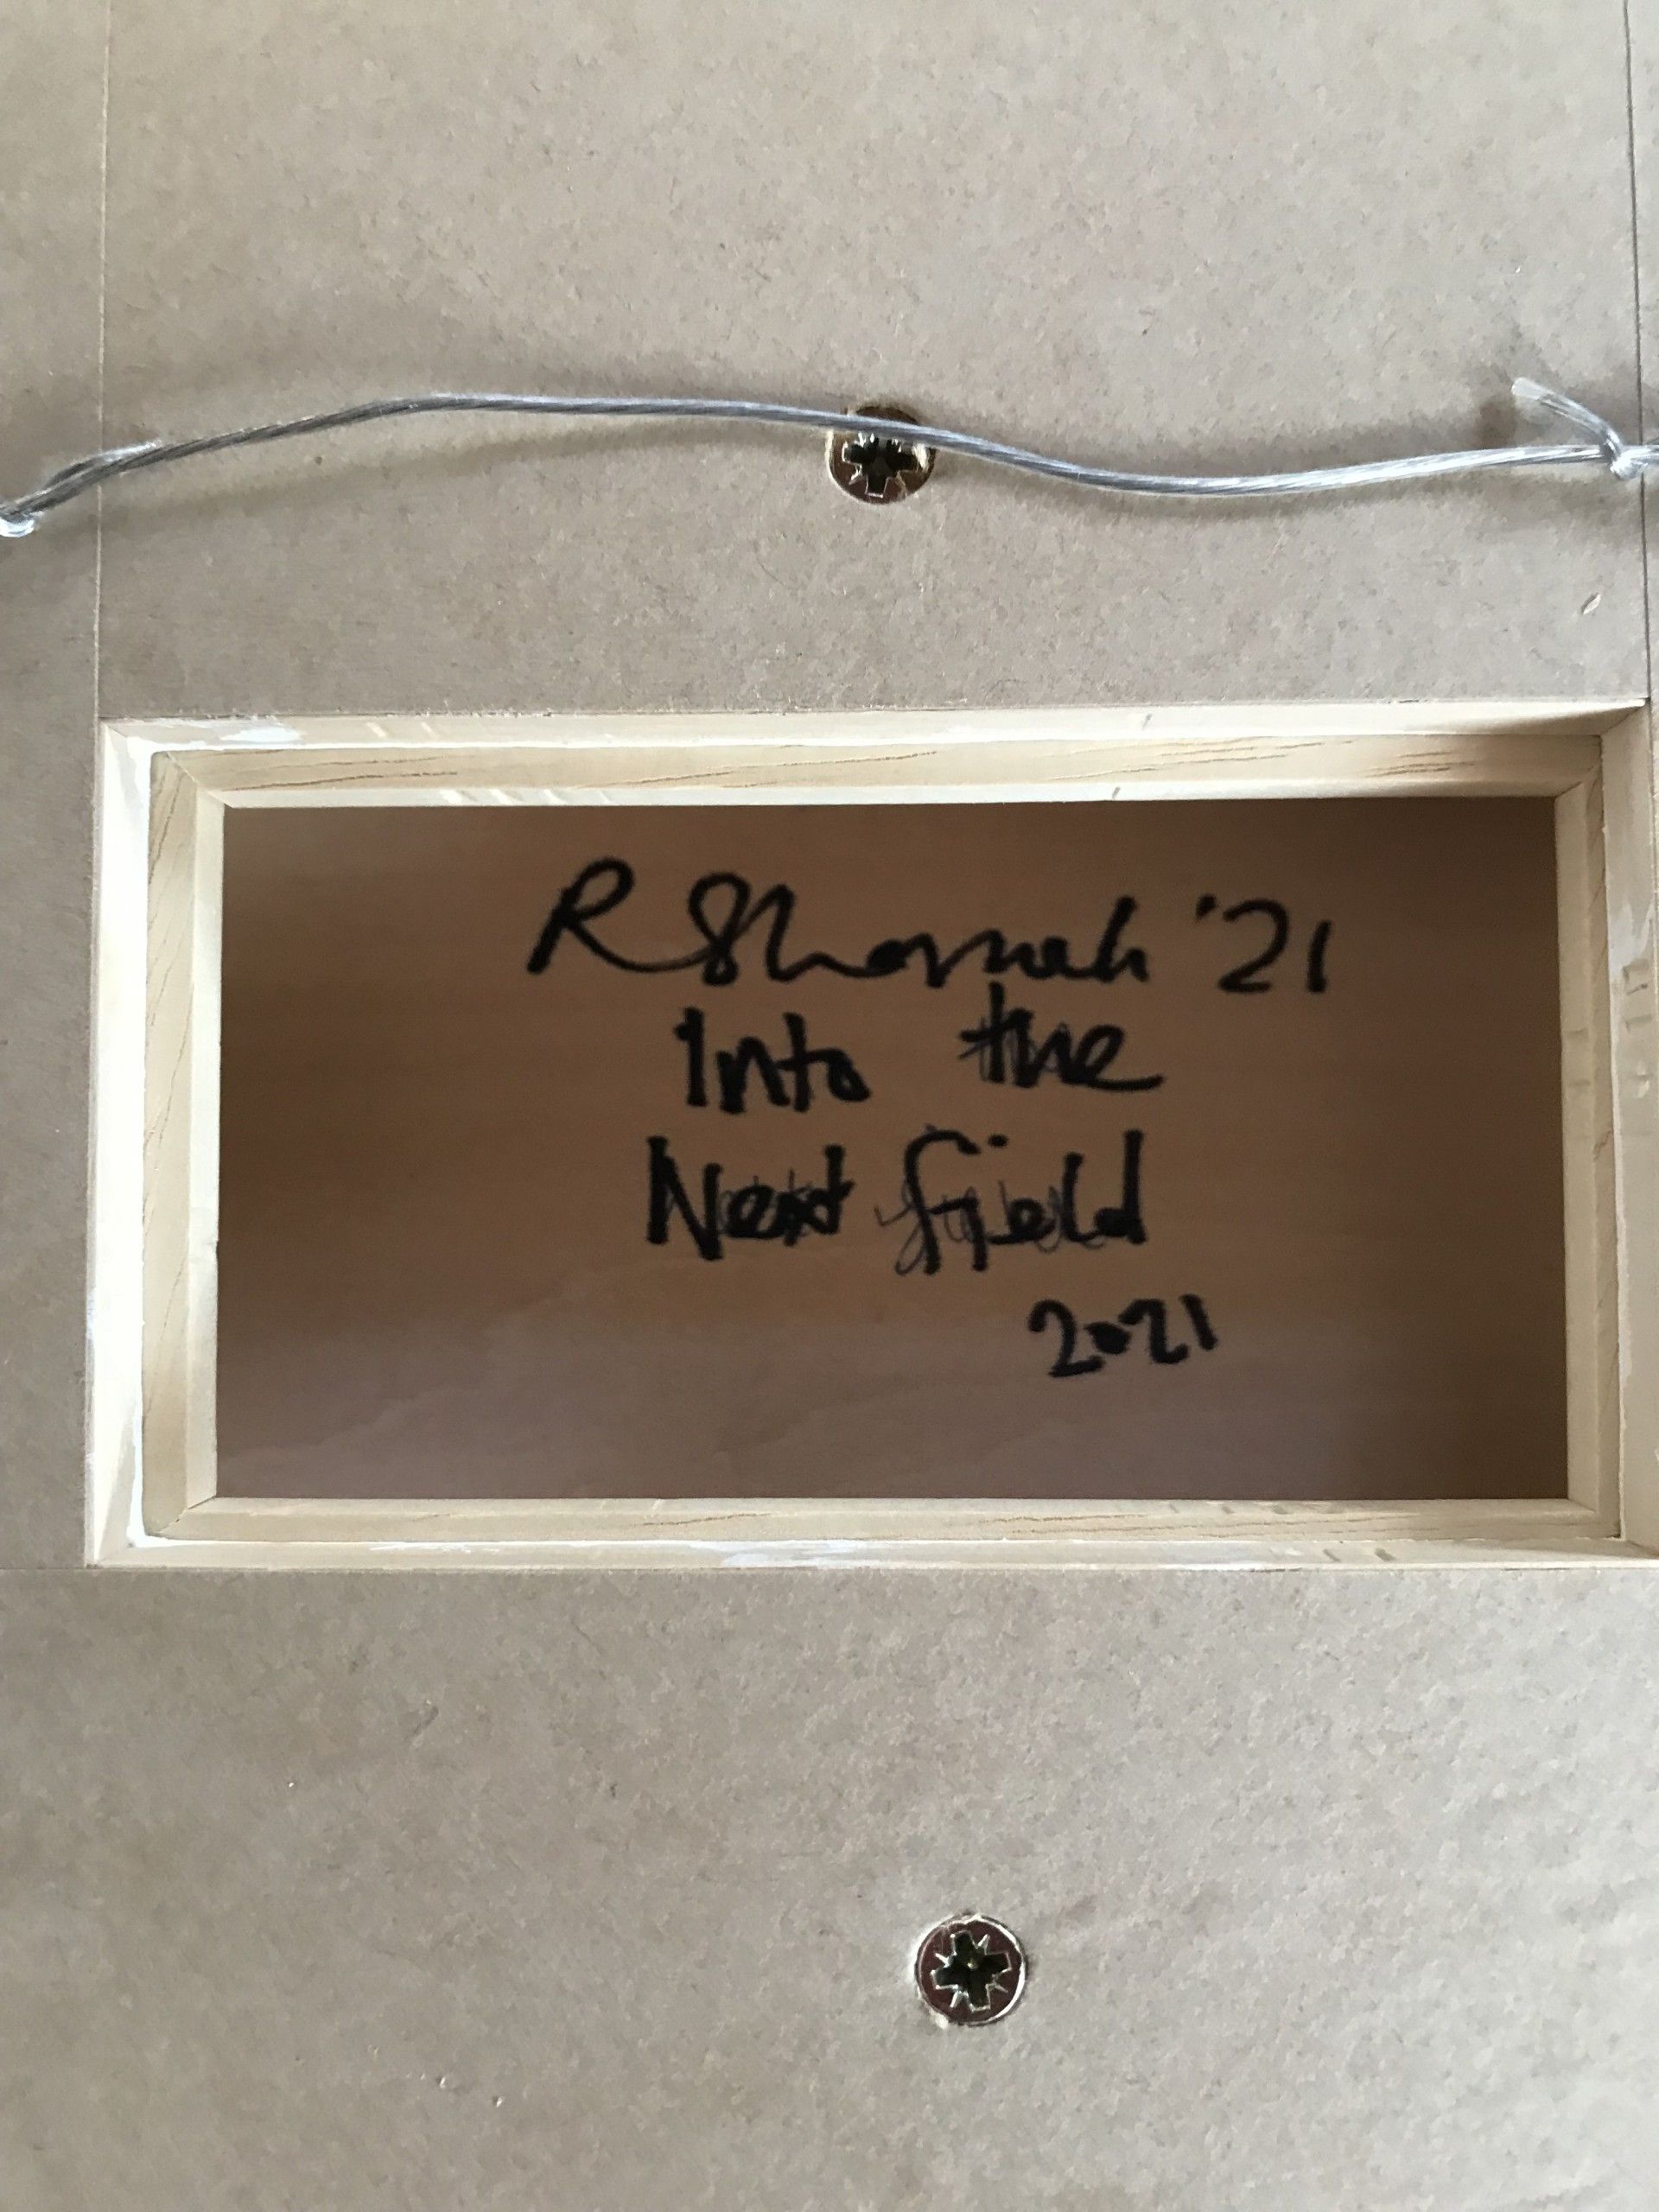 R '21
Into the
Next field
2021